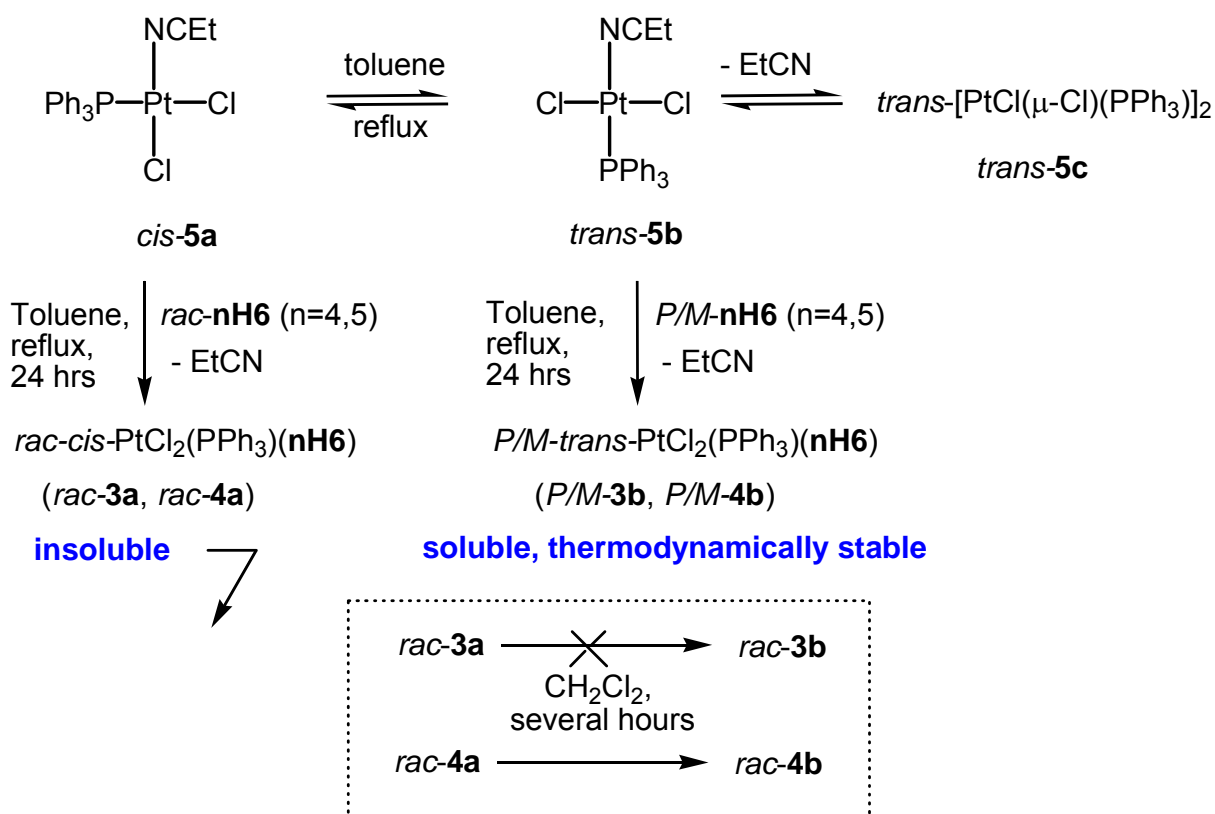 NCEt NCEt
toluene - EtCN
Ph₃P Pt Cl Cl Pt Cl trans-[PtCl(μ-Cl)(PPh₃)]₂
reflux
Cl PPh₃ trans-5c
cis-5a trans-5b
Toluene, rac-nH6 (n=4,5) Toluene, P/M-nH6 (n=4,5)
reflux, - EtCN reflux, - EtCN
24 hrs 24 hrs
rac-cis-PtCl₂(PPh₃)(nH6) P/M-trans-PtCl₂(PPh₃)(nH6)
(rac-3a, rac-4a) (P/M-3b, P/M-4b)
insoluble soluble, thermodynamically stable
rac-3a rac-3b
CH₂Cl₂,
several hours
rac-4a rac-4b